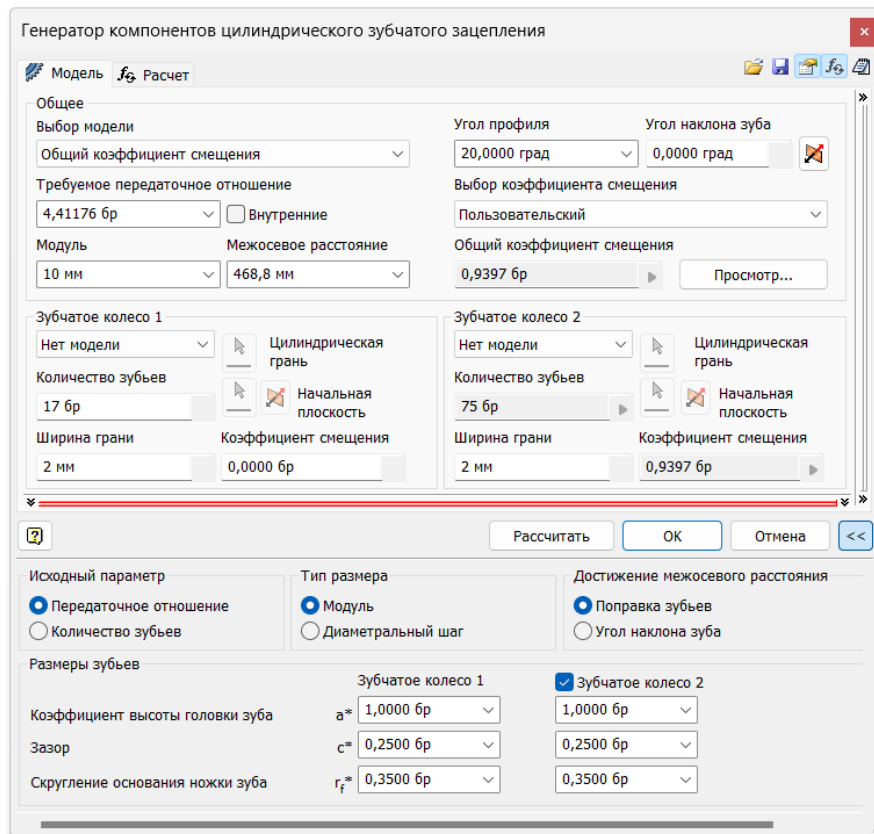 Генератор компонентов цилиндрического зубчатого зацепления
Модель
Расчет
Общее
Выбор модели
Общий коэффициент смещения
Угол профиля
Угол наклона зуба
20,0000 град
0,0000 град
Требуемое передаточное отношение
4,41176 бр
Внутренние
Выбор коэффициента смещения
Пользовательский
Модуль
Межосевое расстояние
10 мм
468,8 мм
Общий коэффициент смещения
0,9397 бр
Просмотр...
Зубчатое колесо 1
Нет модели
Цилиндрическая
грань
Количество зубьев
17 бр
Начальная
плоскость
Ширина грани
Коэффициент смещения
2 мм
0,0000 бр
Зубчатое колесо 2
Нет модели
Цилиндрическая
грань
Количество зубьев
75 бр
Начальная
плоскость
Ширина грани
Коэффициент смещения
2 мм
0,9397 бр
Рассчитать
ОК
Отмена
<<
Исходный параметр
Передаточное отношение
Количество зубьев
Тип размера
Модуль
Диаметральный шаг
Достижение межосевого расстояния
Поправка зубьев
Угол наклона зуба
Размеры зубьев
Зубчатое колесо 1
Зубчатое колесо 2
Коэффициент высоты головки зуба a* 1,0000 бр 1,0000 бр
Зазор c* 0,2500 бр 0,2500 бр
Скругление основания ножки зуба rf* 0,3500 бр 0,3500 бр